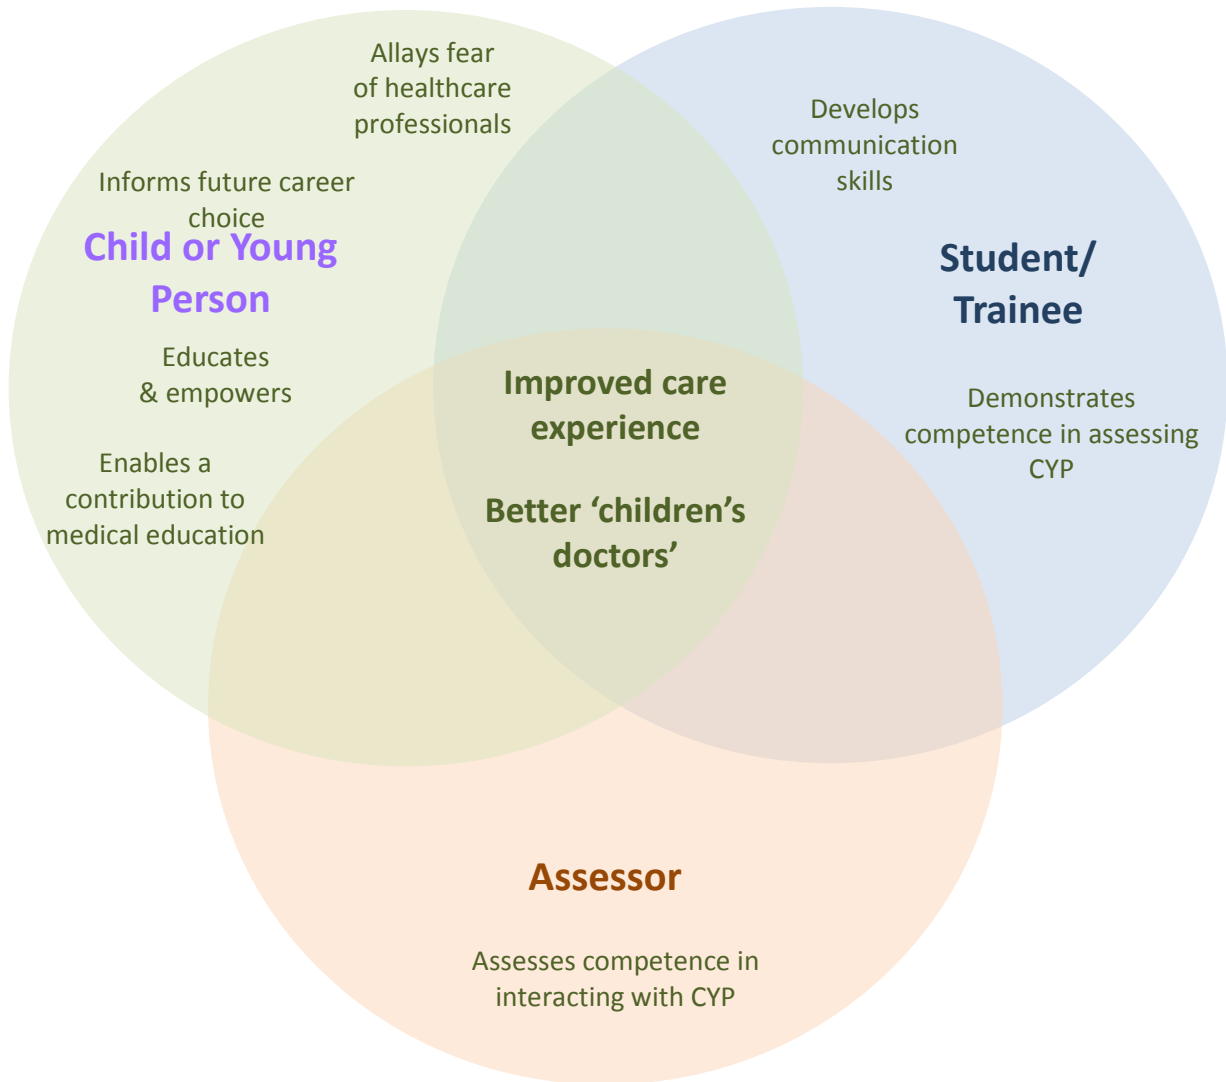 Allays fear
of healthcare
professionals
Informs future career
choice
Child or Young
Person
Educates
& empowers
Enables a
contribution to
medical education
Develops
communication
skills
Student/
Trainee
Demonstrates
competence in assessing
CYP
Improved care
experience
Better ‘children’s
doctors’
Assessor
Assesses competence in
interacting with CYP